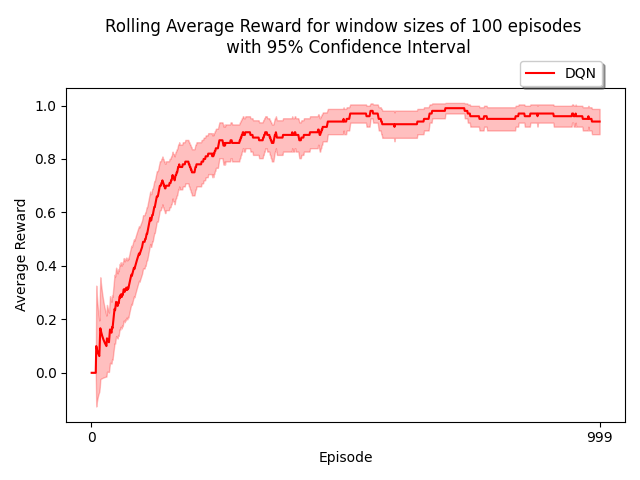 Rolling Average Reward for window sizes of 100 episodes
with 95% Confidence Interval
DQN
1.0
0.8
0.6
0.4
0.2
0.0
Average Reward
0
999
Episode